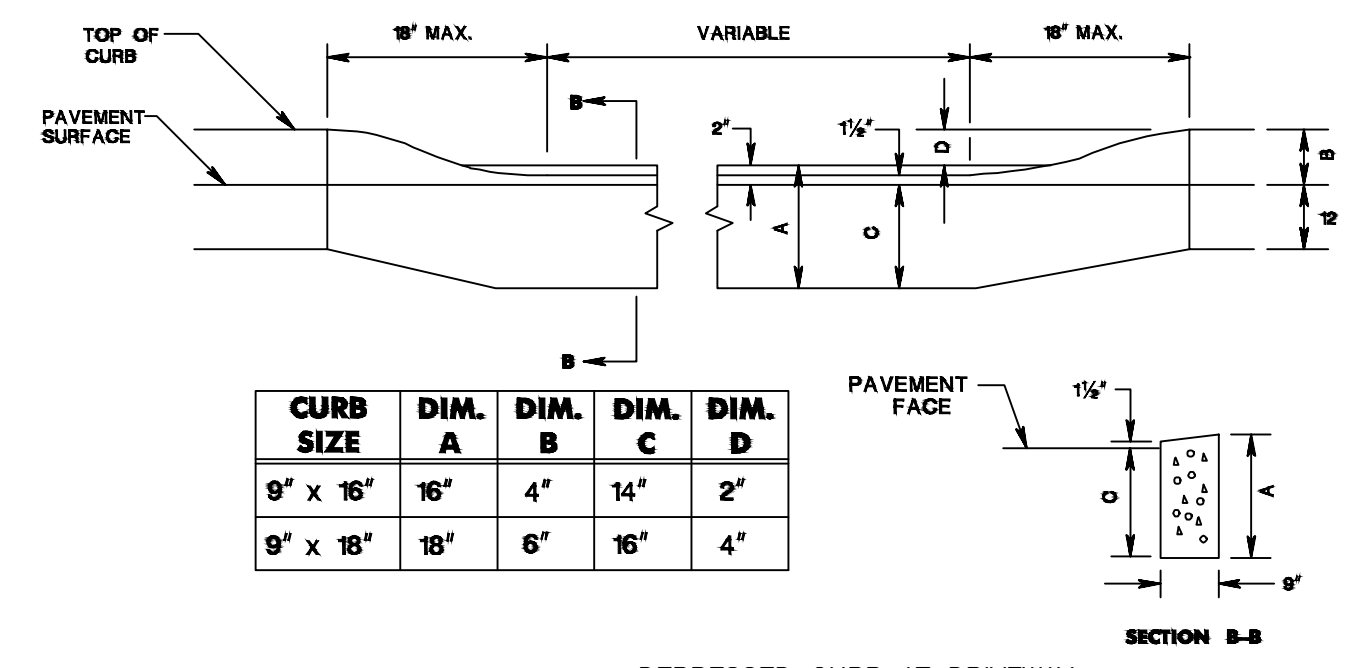 TOP OF
CURB
18" MAX.
VARIABLE
18" MAX.
PAVEMENT
SURFACE
B
2"
1½"
D
B
A
C
12
B
PAVEMENT
FACE
1½"
C
A
9"
SECTION B-B
CURB SIZE DIM. A DIM. B DIM. C DIM. D
9" x 16" 16" 4" 14" 2"
9" x 18" 18" 6" 16" 4"